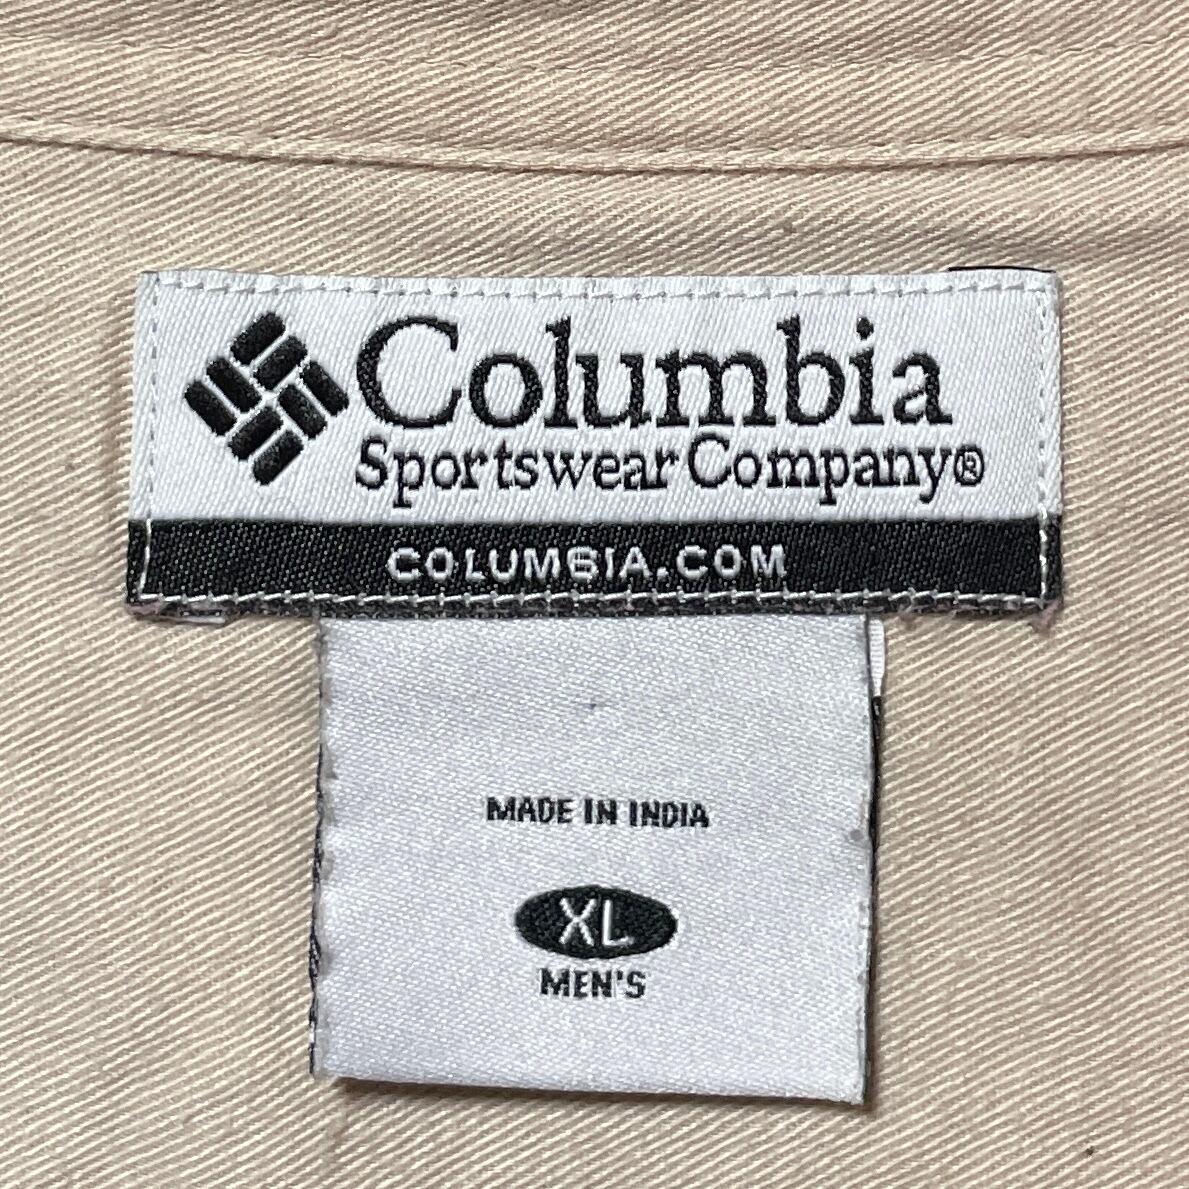 Columbia
Sportswear Company®
COLUMBIA.COM
MADE IN INDIA
XL
MEN'S